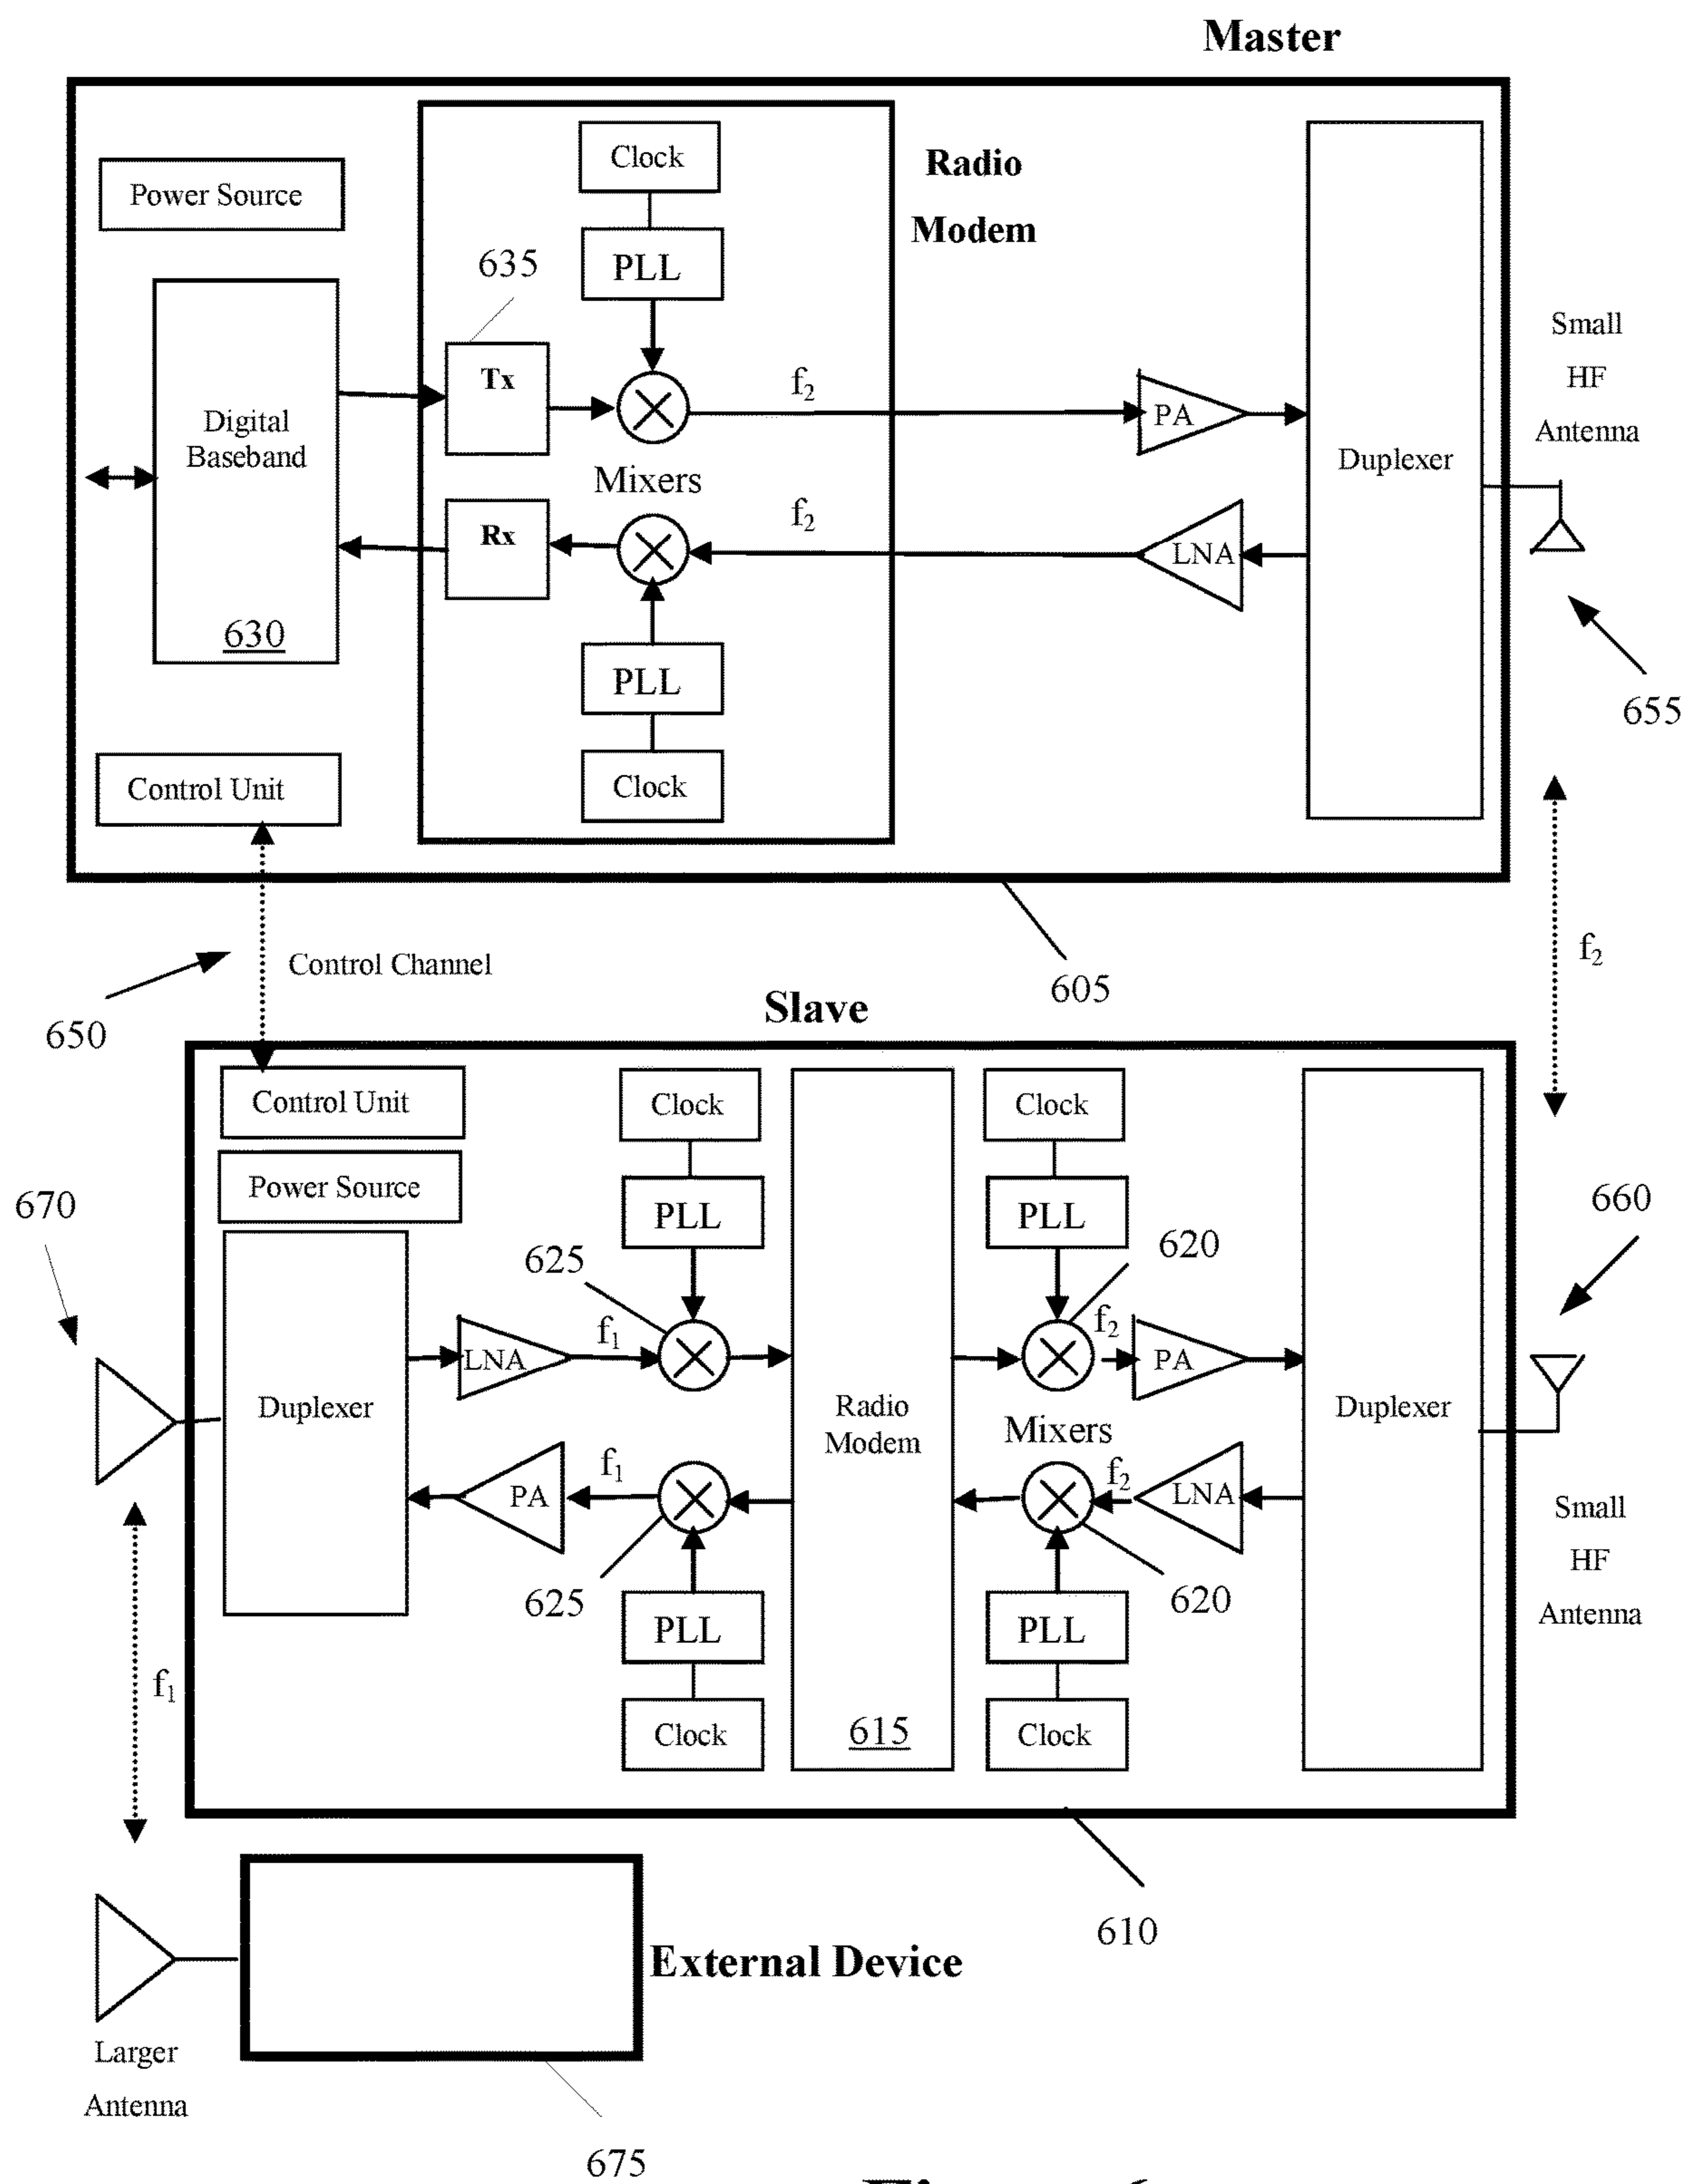 Master
Clock
Radio
Modem
Power Source
PLL
635
Tx
f2
PA
Small
HF
Antenna
Digital
Baseband
Mixers
Duplexer
Rx
f2
LNA
630
PLL
655
Control Unit
Clock
f2
Control Channel
605
650
Slave
Control Unit
Clock
Clock
Power Source
PLL
PLL
670
660
625
620
f1
f2
LNA
PA
Duplexer
Radio
Modem
Mixers
Duplexer
f1
f2
PA
LNA
Small
HF
Antenna
625
620
PLL
PLL
f1
Clock
615
Clock
610
External Device
Larger
Antenna
675